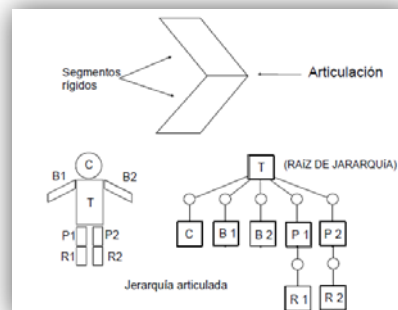 Segmentos
rígidos
Articulación
C
B1
B2
T
P1
P2
R1
R2
T
(RAÍZ DE JARARQUÍA)
C
B 1
B 2
P 1
P 2
R 1
R 2
Jerarquía articulada